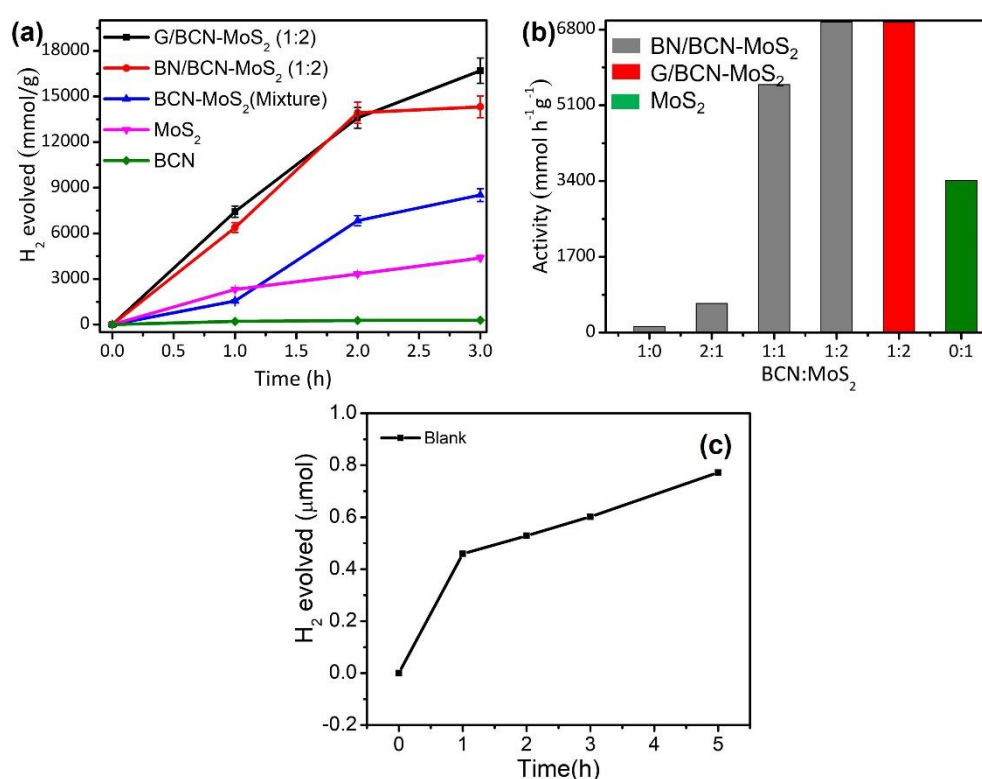 (a)
G/BCN-MoS₂ (1:2)
BN/BCN-MoS₂ (1:2)
BCN-MoS₂(Mixture)
MoS₂
BCN
H₂ evolved (mmol/g)
18000
15000
12000
9000
6000
3000
0
0.0 0.5 1.0 1.5 2.0 2.5 3.0
Time (h)
(b)
BN/BCN-MoS₂
G/BCN-MoS₂
MoS₂
Activity (mmol h⁻¹g⁻¹)
6800
5100
3400
1700
0
1:0 2:1 1:1 1:2 1:2 0:1
BCN:MoS₂
(c)
Blank
H₂ evolved (μmol)
1.0
0.8
0.6
0.4
0.2
0.0
-0.2
0 1 2 3 4 5
Time(h)